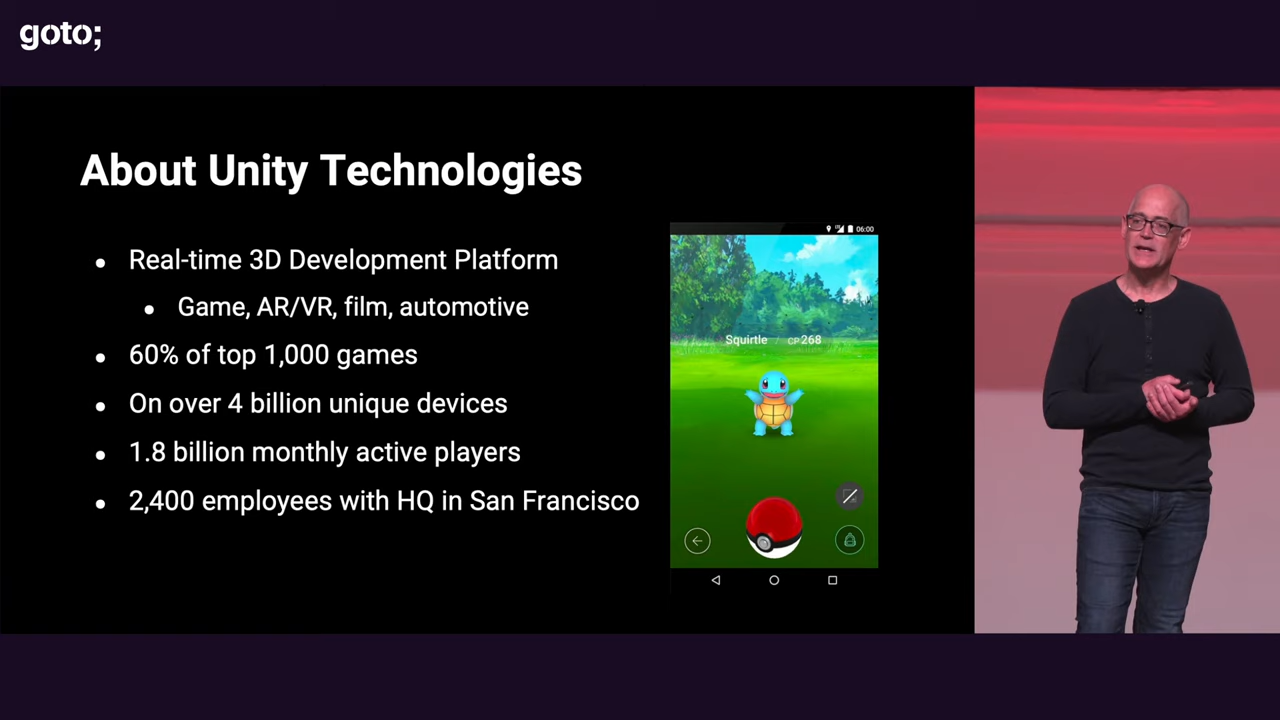 goto;
About Unity Technologies
• Real-time 3D Development Platform
• Game, AR/VR, film, automotive
• 60% of top 1,000 games
• On over 4 billion unique devices
• 1.8 billion monthly active players
• 2,400 employees with HQ in San Francisco
06:00
Squirtle / CP 268